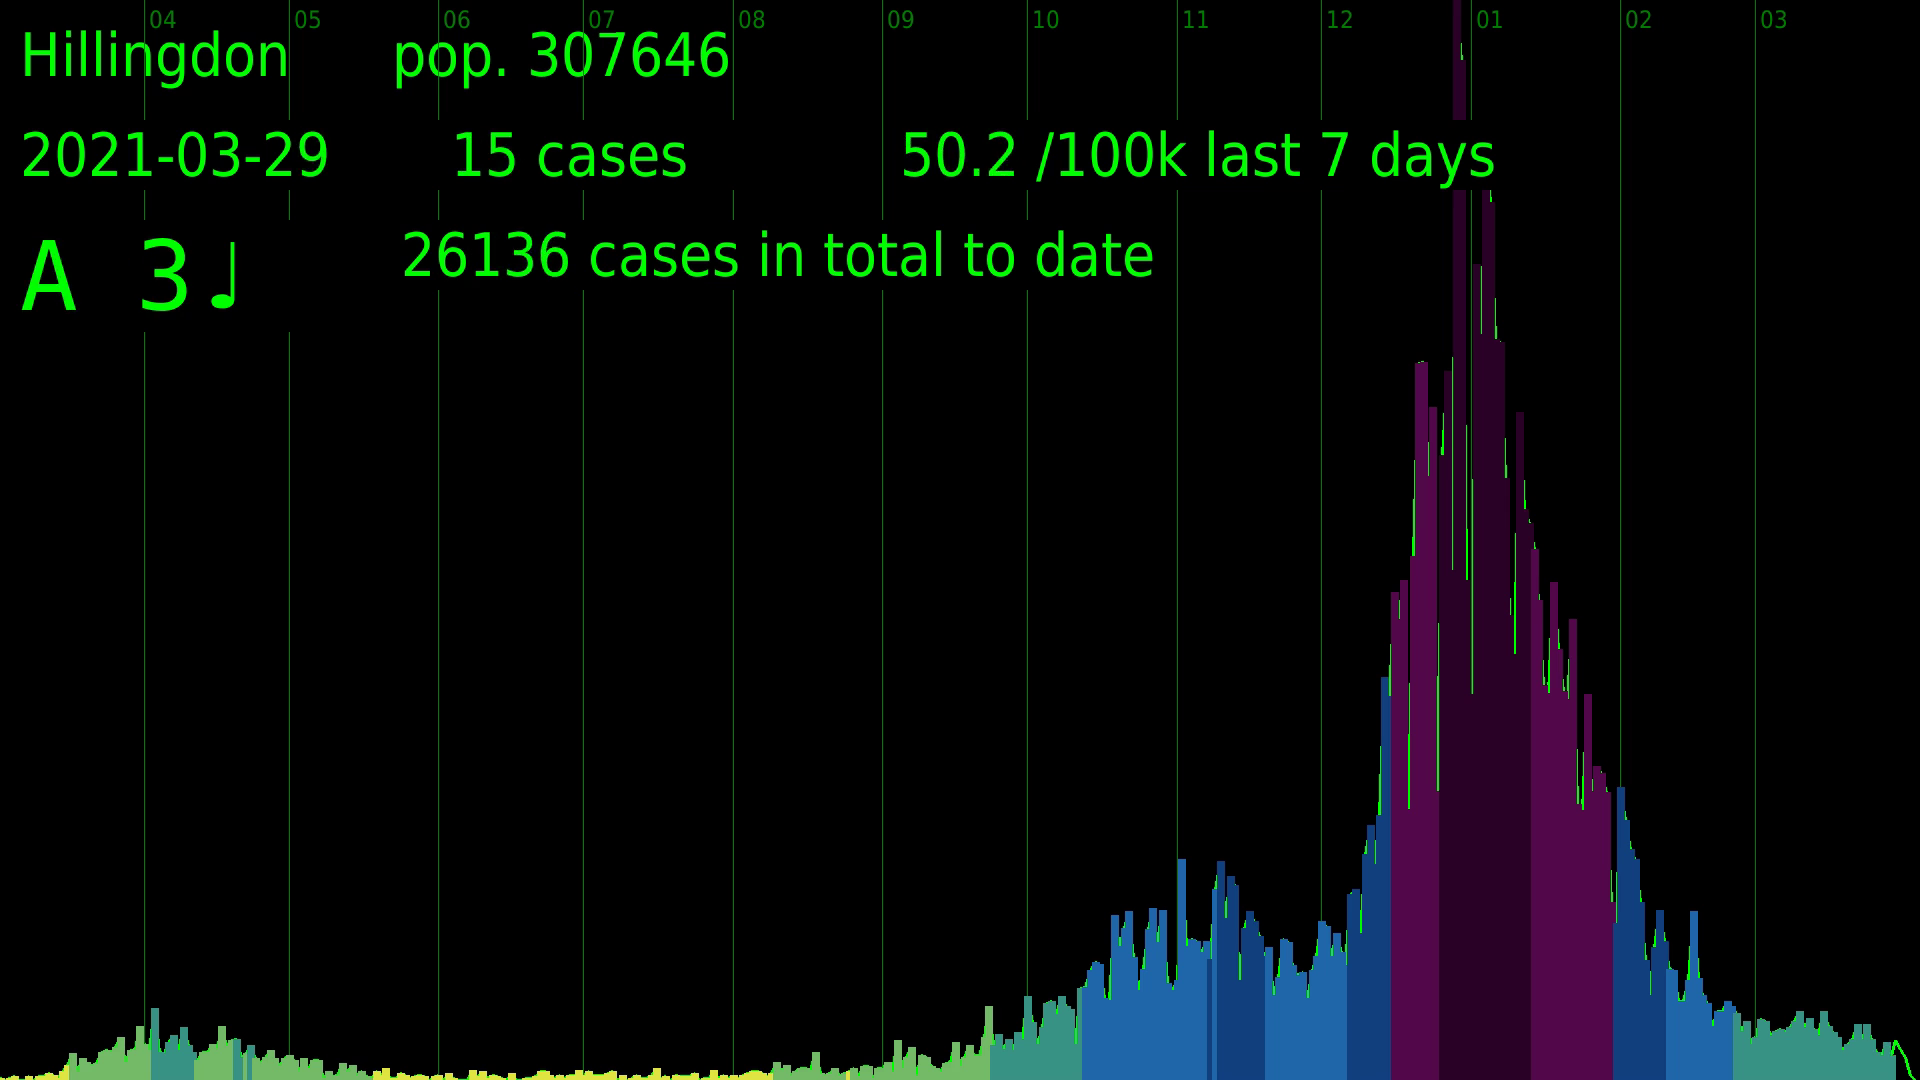 04 05 06 07 08 09 10 11 12 01 02 03
Hillingdon pop. 307646
2021-03-29 15 cases 50.2 /100k last 7 days
A 3♩ 26136 cases in total to date